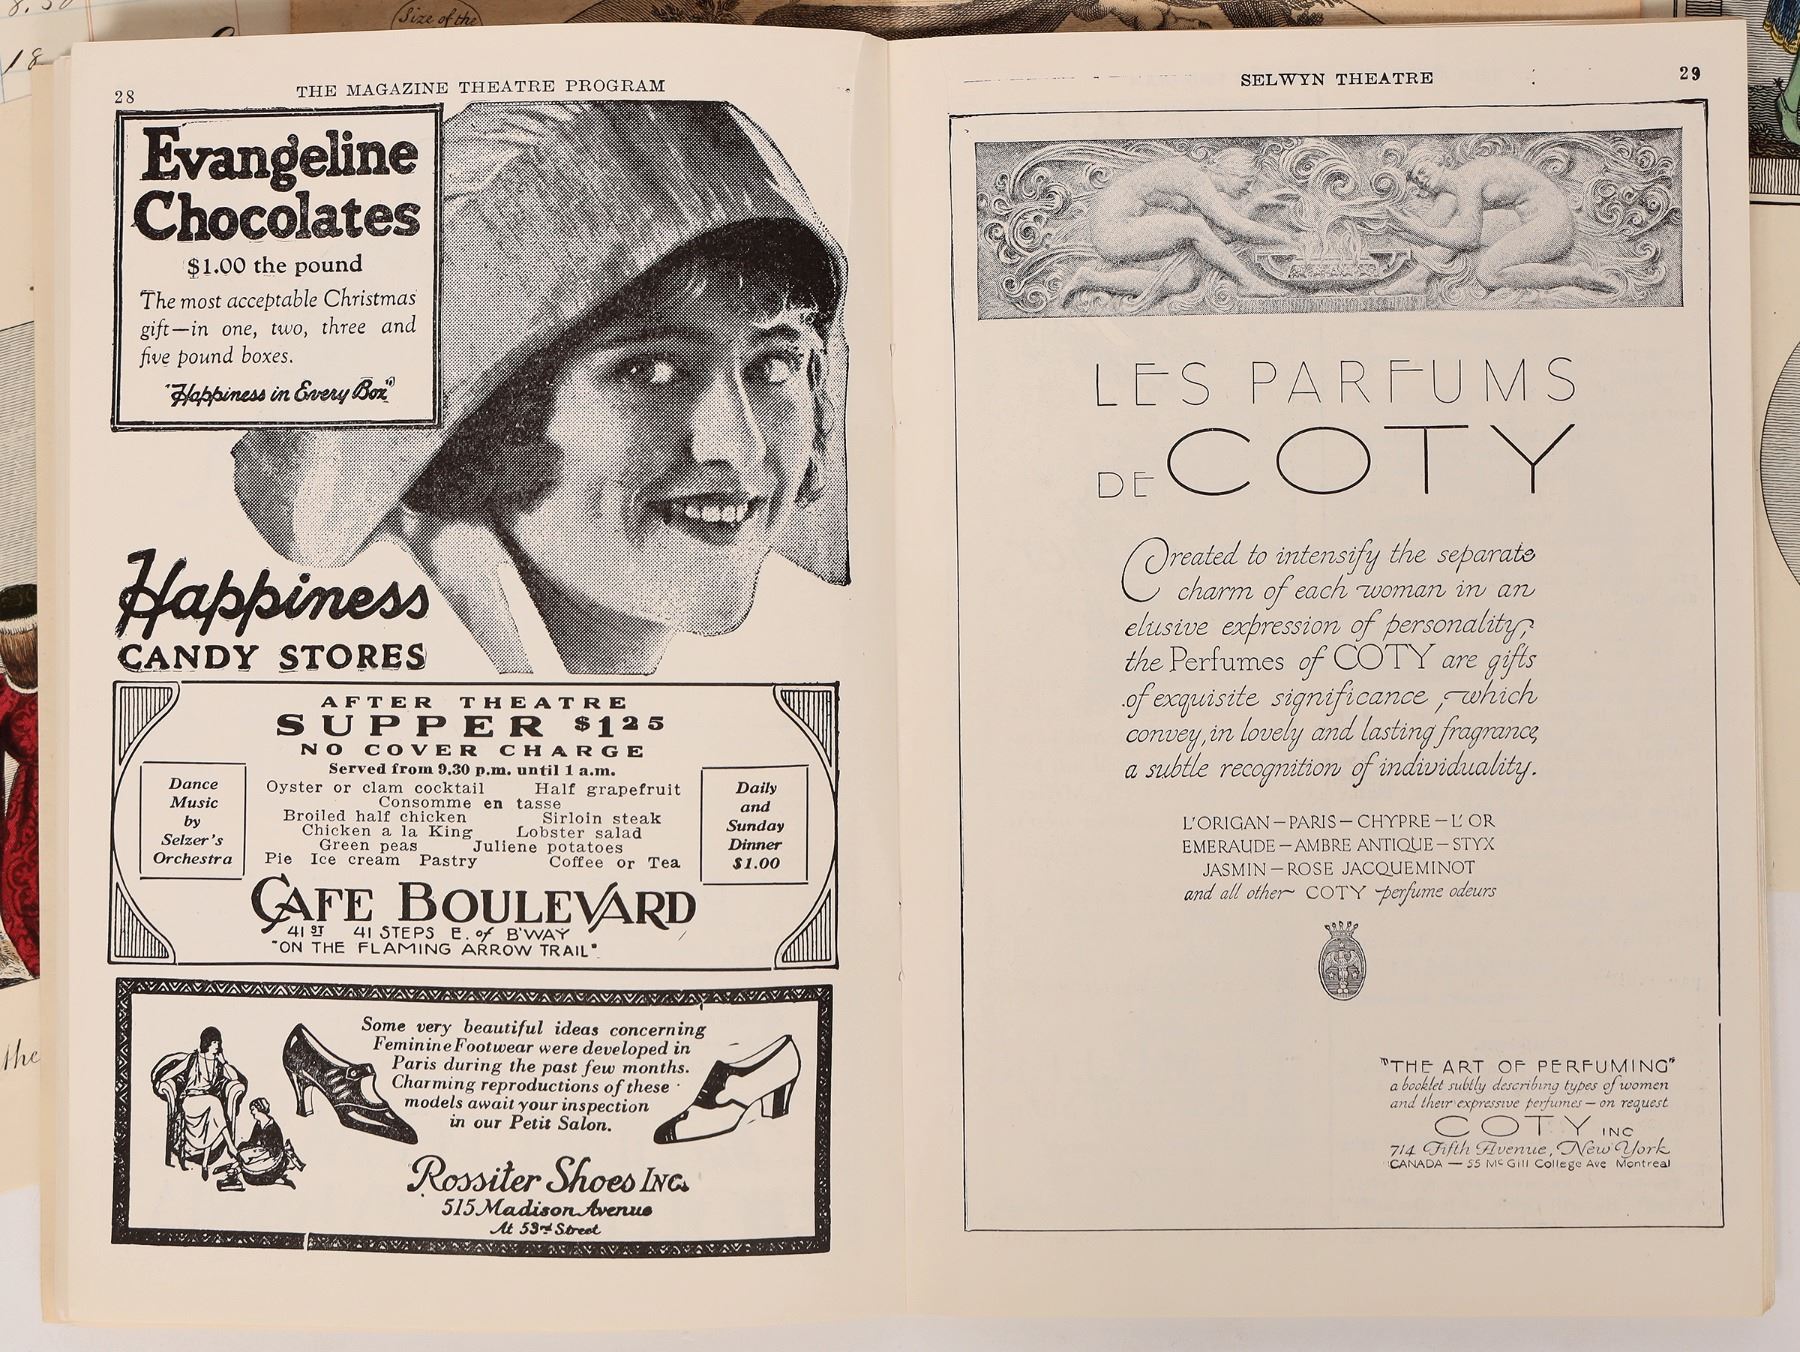 8.50
18
Size of the
the
28
THE MAGAZINE THEATRE PROGRAM
Evangeline
Chocolates
$1.00 the pound
The most acceptable Christmas
gift—in one, two, three and
five pound boxes.
"Happiness in Every Box"
Happiness
CANDY STORES
AFTER THEATRE
SUPPER $1.25
NO COVER CHARGE
Served from 9.30 p.m. until 1 a.m.
Dance
Music
by
Selzer's
Orchestra
Oyster or clam cocktail Half grapefruit
Consomme en tasse
Broiled half chicken Sirloin steak
Chicken a la King Lobster salad
Green peas Juliene potatoes
Pie Ice cream Pastry Coffee or Tea
Daily
and
Sunday
Dinner
$1.00
CAFE BOULEVARD
41ST 41 STEPS E. of B'WAY
"ON THE FLAMING ARROW TRAIL"
Some very beautiful ideas concerning
Feminine Footwear were developed in
Paris during the past few months.
Charming reproductions of these
models await your inspection
in our Petit Salon.
Rossiter Shoes INC.
515 Madison Avenue
At 53rd Street
SELWYN THEATRE
29
LES PARFUMS
DE COTY
Created to intensify the separate
charm of each woman in an
elusive expression of personality,
the Perfumes of COTY are gifts
of exquisite significance, which
convey, in lovely and lasting fragrance,
a subtle recognition of individuality.
L'ORIGAN—PARIS—CHYPRE—L'OR
EMERAUDE—AMBRE ANTIQUE—STYX
JASMIN—ROSE JACQUEMINOT
and all other COTY perfume odeurs
"THE ART OF PERFUMING"
a booklet subtly describing types of women
and their expressive perfumes—on request
COTY INC
714 Fifth Avenue, New York
CANADA—55 McGill College Ave Montreal